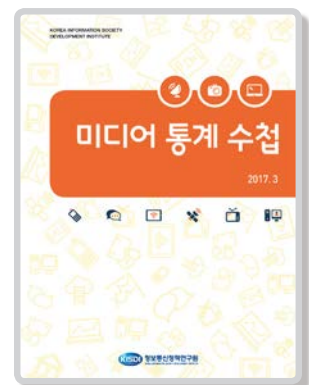 KOREA INFORMATION SOCIETY
DEVELOPMENT INSTITUTE
미디어 통계 수첩
2017. 3
KISDI 정보통신정책연구원